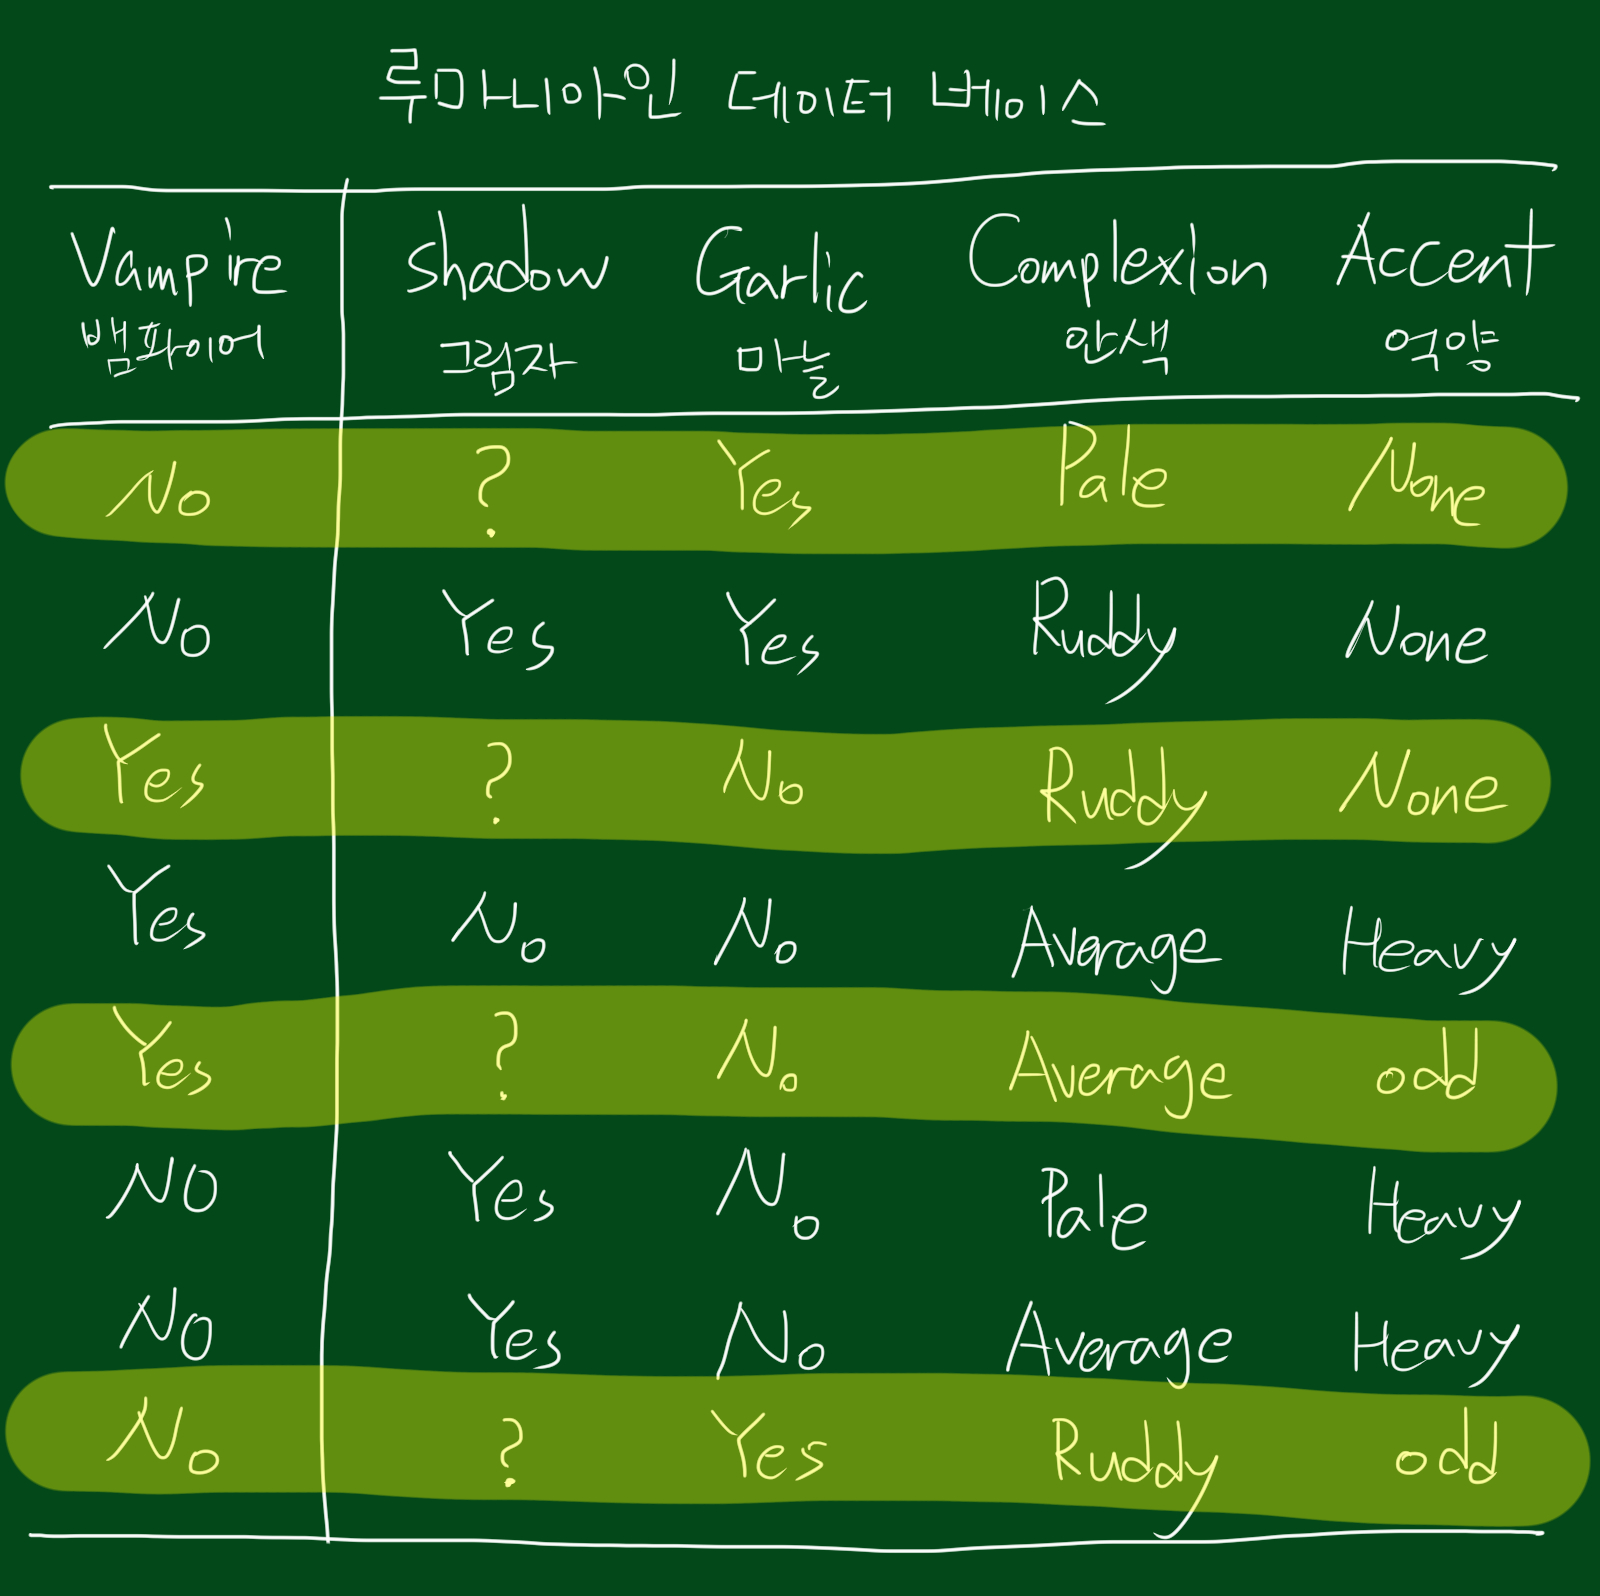 루마니아인 데이터 베이스
Vampire Shadow Garlic Complexion Accent
뱀파이어 그림자 마늘 안색 억양
No ? Yes Pale None
No Yes Yes Ruddy None
Yes ? No Ruddy None
Yes No No Average Heavy
Yes ? No Average odd
No Yes No Pale Heavy
No Yes No Average Heavy
No ? Yes Ruddy odd